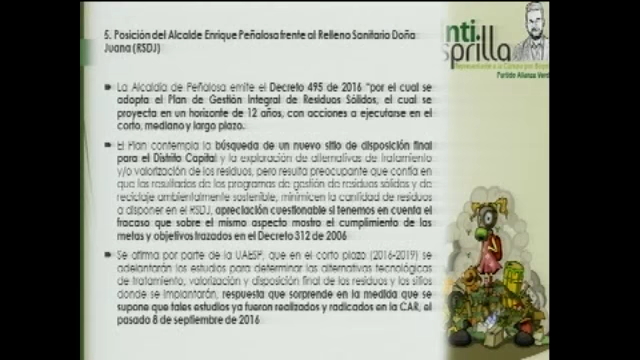 5. Posición del Alcalde Enrique Peñalosa frente al Relleno Sanitario Doña
Juana (RSDJ)
nti
sprilla
Representante a la Cámara por Bogotá
Partido Alianza Verde
La Alcaldía de Peñalosa emite el Decreto 495 de 2016 "por el cual se
adopta el Plan de Gestión Integral de Residuos Sólidos, el cual se
proyecta en un horizonte de 12 años, con acciones a ejecutarse en el
corto, mediano y largo plazo.
El Plan contempla la búsqueda de un nuevo sitio de disposición final
para el Distrito Capital y la exploración de alternativas de tratamiento
y/o valorización de los residuos, pero resulta preocupante que confía en
que los resultados de los programas de gestión de residuos sólidos y de
reciclaje ambientalmente sostenible, minimicen la cantidad de residuos
a disponer en el RSDJ, apreciación cuestionable si tenemos en cuenta el
fracaso que sobre el mismo aspecto mostro el cumplimiento de las
metas y objetivos trazados en el Decreto 312 de 2006
Se afirma por parte de la UAESP, que en el corto plazo (2016-2019) se
adelantarán los estudios para determinar las alternativas tecnológicas
de tratamiento, valorización y disposición final de los residuos y los sitios
donde se implantarán, respuesta que sorprende en la medida que se
supone que tales estudios ya fueron realizados y radicados en la CAR, el
pasado 8 de septiembre de 2016